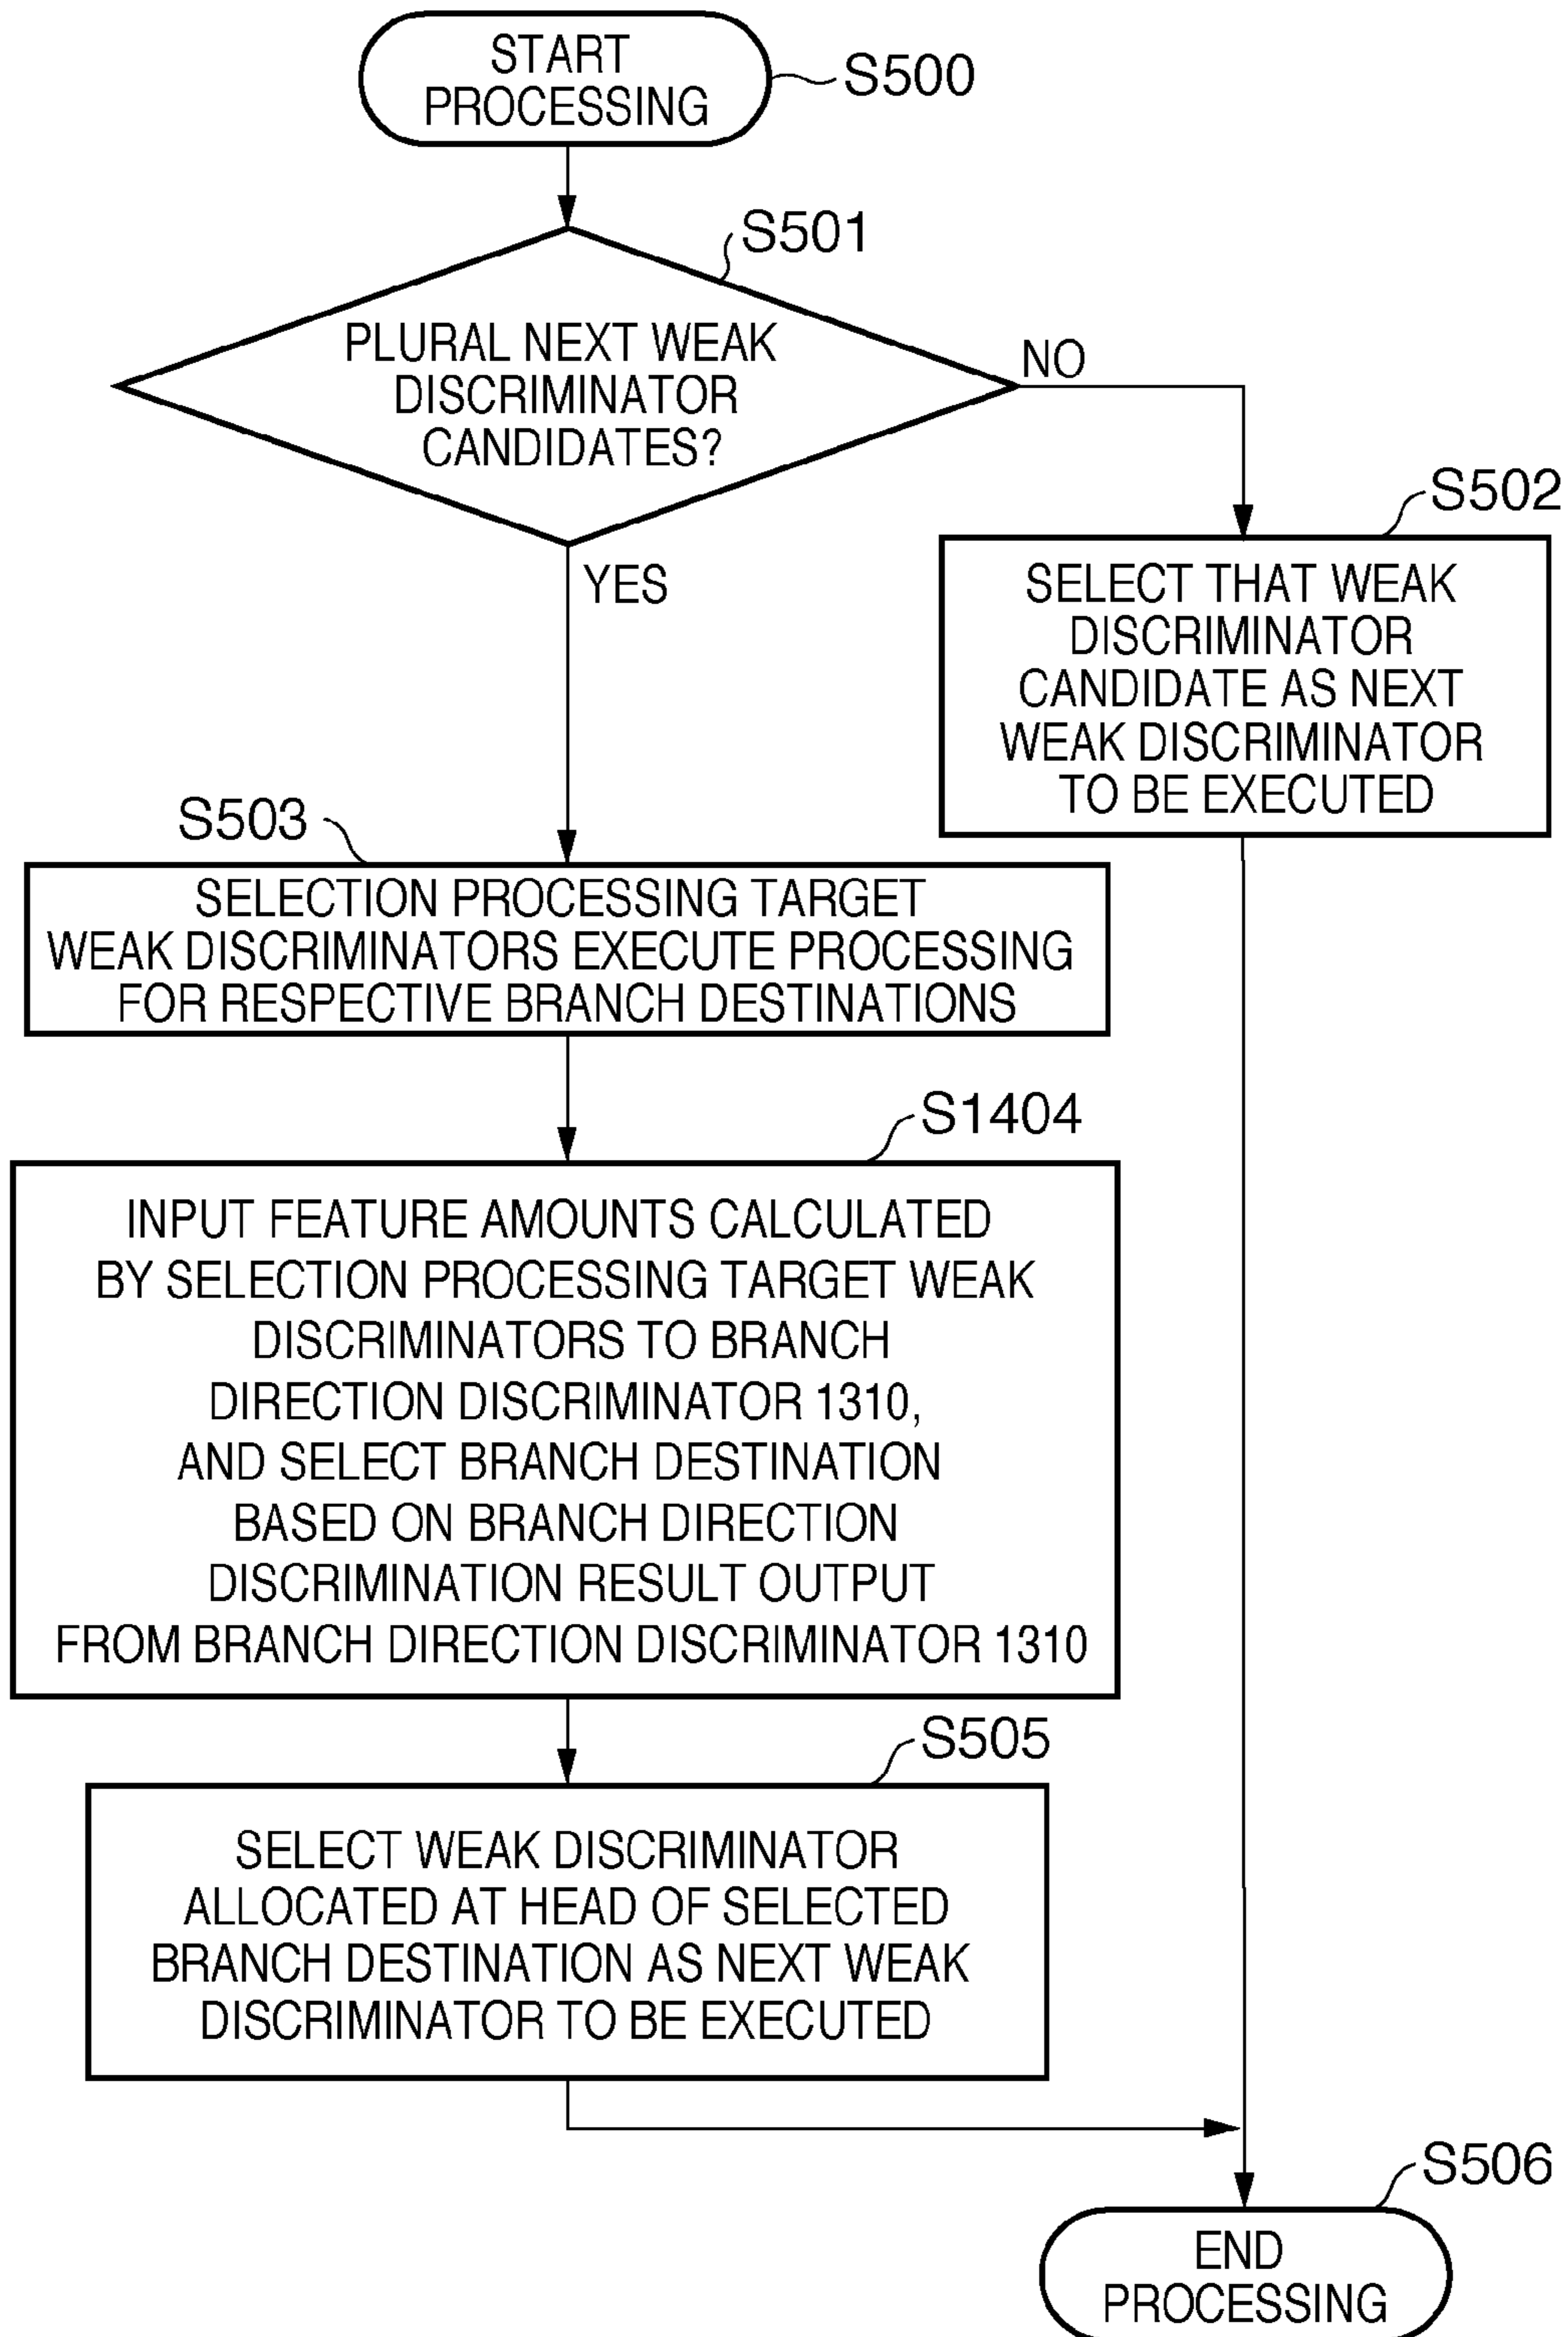 START
PROCESSING
S500
S501
PLURAL NEXT WEAK
DISCRIMINATOR
CANDIDATES?
NO
YES
S502
SELECT THAT WEAK
DISCRIMINATOR
CANDIDATE AS NEXT
WEAK DISCRIMINATOR
TO BE EXECUTED
S503
SELECTION PROCESSING TARGET
WEAK DISCRIMINATORS EXECUTE PROCESSING
FOR RESPECTIVE BRANCH DESTINATIONS
S1404
INPUT FEATURE AMOUNTS CALCULATED
BY SELECTION PROCESSING TARGET WEAK
DISCRIMINATORS TO BRANCH
DIRECTION DISCRIMINATOR 1310,
AND SELECT BRANCH DESTINATION
BASED ON BRANCH DIRECTION
DISCRIMINATION RESULT OUTPUT
FROM BRANCH DIRECTION DISCRIMINATOR 1310
S505
SELECT WEAK DISCRIMINATOR
ALLOCATED AT HEAD OF SELECTED
BRANCH DESTINATION AS NEXT WEAK
DISCRIMINATOR TO BE EXECUTED
S506
END
PROCESSING